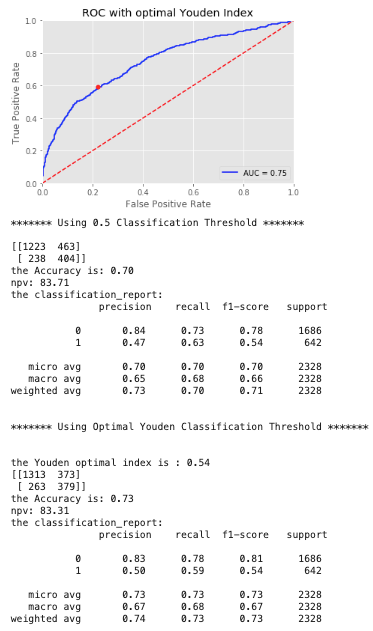 ROC with optimal Youden Index
1.0
0.8
0.6
0.4
0.2
0.0
True Positive Rate
AUC = 0.75
0.0 0.2 0.4 0.6 0.8 1.0
False Positive Rate
******* Using 0.5 Classification Threshold *******
[[1223 463]
[ 238 404]]
the Accuracy is: 0.70
npv: 83.71
the classification_report:
precision recall f1-score support
0 0.84 0.73 0.78 1686
1 0.47 0.63 0.54 642
micro avg 0.70 0.70 0.70 2328
macro avg 0.65 0.68 0.66 2328
weighted avg 0.73 0.70 0.71 2328
******* Using Optimal Youden Classification Threshold *******
the Youden optimal index is : 0.54
[[1313 373]
[ 263 379]]
the Accuracy is: 0.73
npv: 83.31
the classification_report:
precision recall f1-score support
0 0.83 0.78 0.81 1686
1 0.50 0.59 0.54 642
micro avg 0.73 0.73 0.73 2328
macro avg 0.67 0.68 0.67 2328
weighted avg 0.74 0.73 0.73 2328